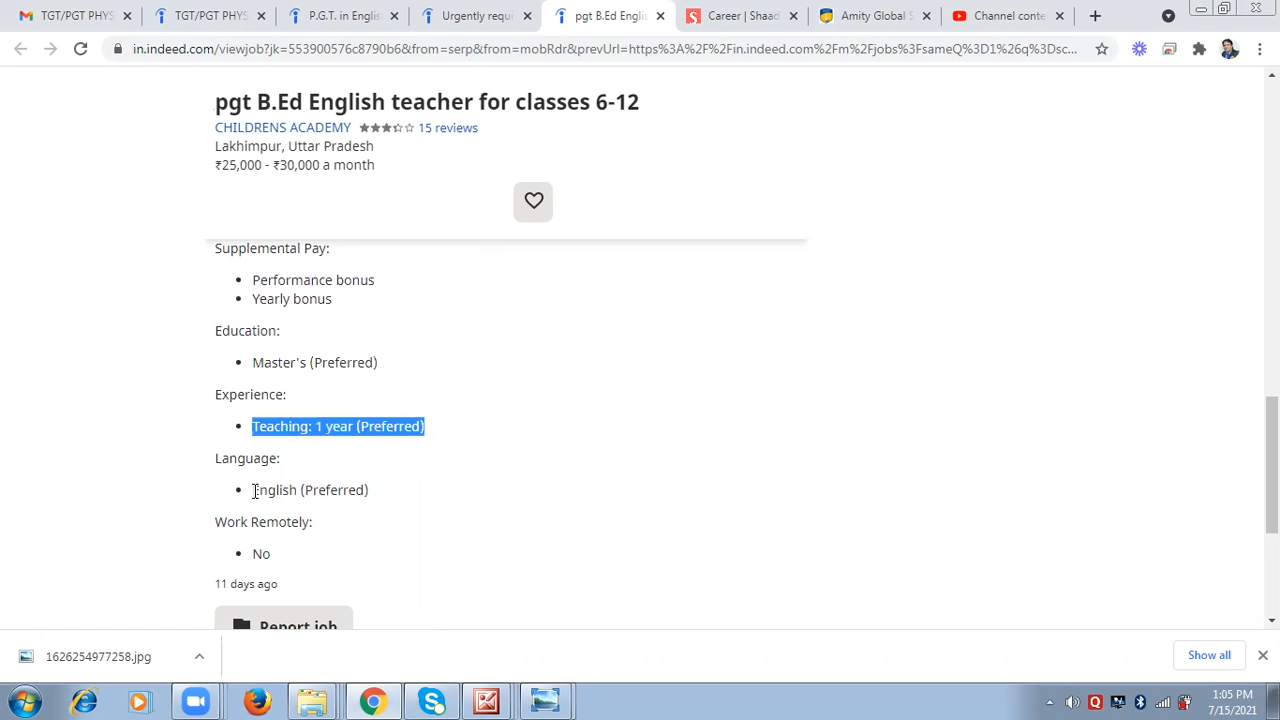 TGT/PGT PHYS
TGT/PGT PHYS
P.G.T. in Engli
Urgently requi
pgt B.Ed Englis
Career | Shaad
Amity Global S
Channel conte
in.indeed.com/viewjob?jk=553900576c8790b6&from=serp&from=mobRdr&prevUrl=https%3A%2F%2Fin.indeed.com%2Fm%2Fjobs%3FsameQ%3D1%26q%3Dsc...
pgt B.Ed English teacher for classes 6-12
CHILDRENS ACADEMY 15 reviews
Lakhimpur, Uttar Pradesh
₹25,000 - ₹30,000 a month
Supplemental Pay:
Performance bonus
Yearly bonus
Education:
Master's (Preferred)
Experience:
Teaching: 1 year (Preferred)
Language:
English (Preferred)
Work Remotely:
No
11 days ago
Report job
1626254977258.jpg
Show all
1:05 PM
7/15/2021